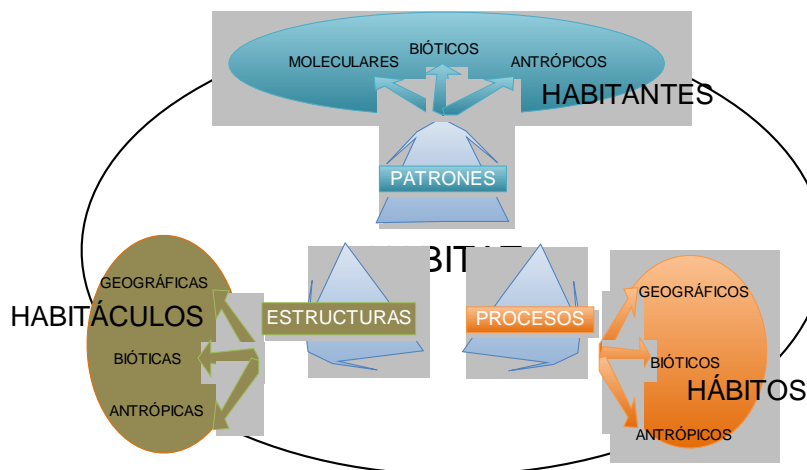 BIÓTICOS
MOLECULARES
ANTRÓPICOS
HABITANTES
PATRONES
GEOGRÁFICAS
HABITÁCULOS
BIÓTICAS
ANTRÓPICAS
ESTRUCTURAS
PROCESOS
GEOGRÁFICOS
BIÓTICOS
HÁBITOS
ANTRÓPICOS